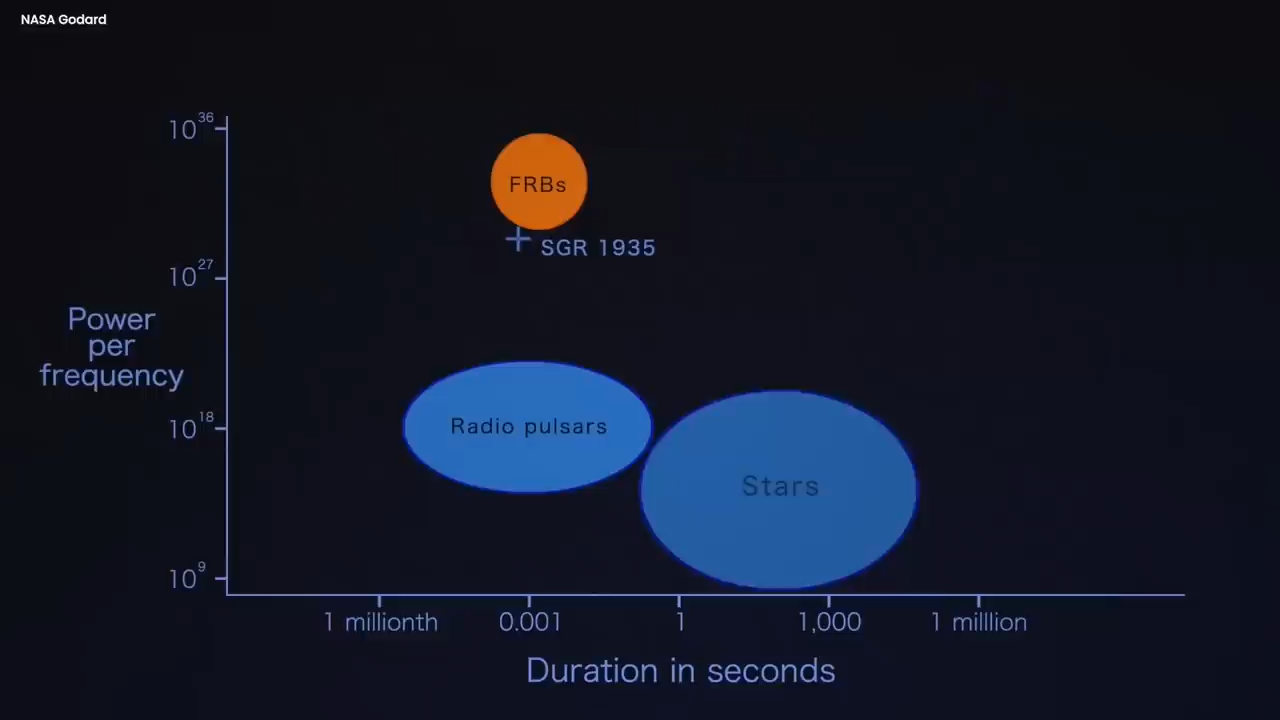 NASA Godard
10^36
FRBs
SGR 1935
10^27
Power
per
frequency
10^18
Radio pulsars
Stars
10^9
1 millionth
0.001
1
1,000
1 milllion
Duration in seconds